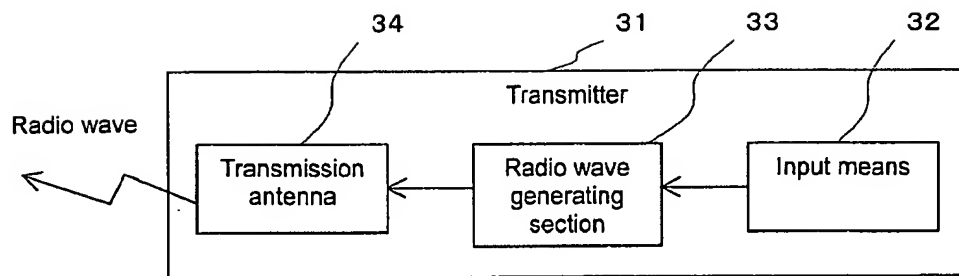 34
31
33
32
Transmitter
Radio wave
Transmission
antenna
Radio wave
generating
section
Input means